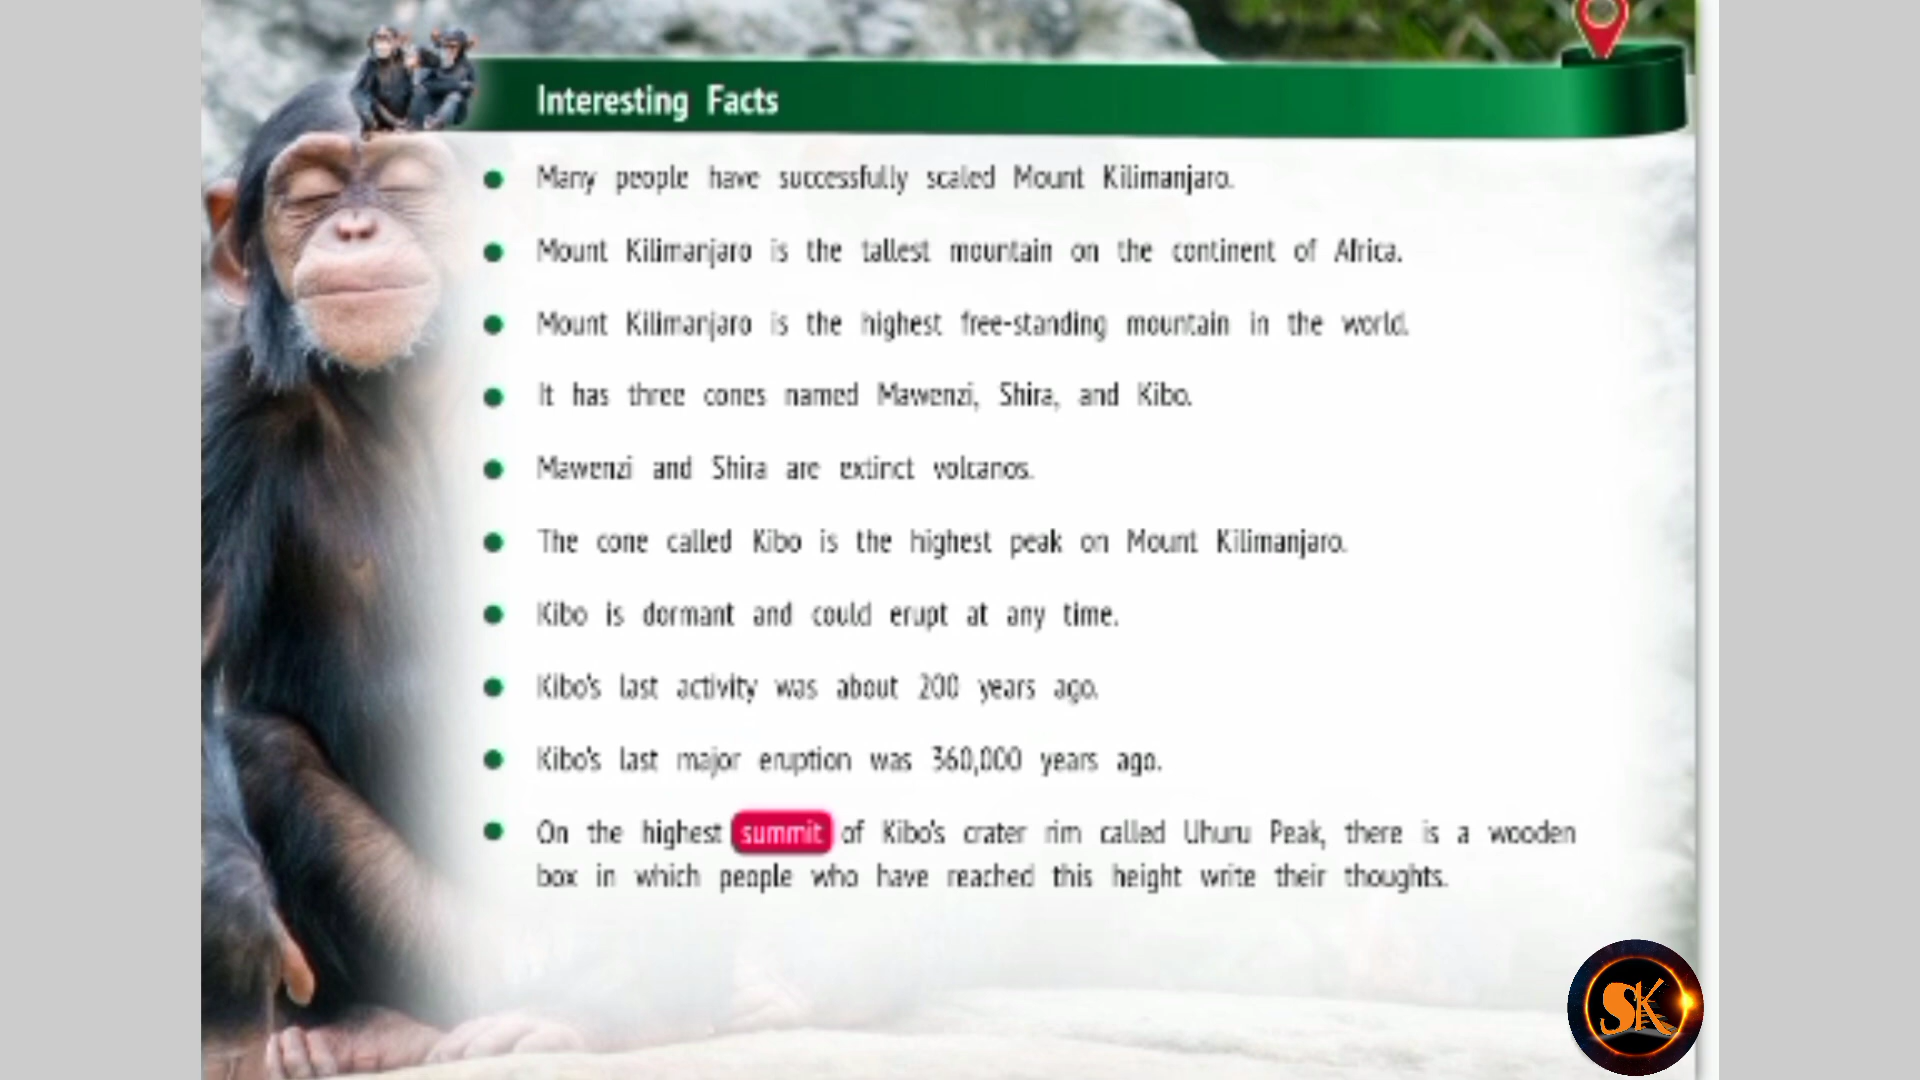 Interesting Facts
Many people have successfully scaled Mount Kilimanjaro.
Mount Kilimanjaro is the tallest mountain on the continent of Africa.
Mount Kilimanjaro is the highest free-standing mountain in the world.
It has three cones named Mawenzi, Shira, and Kibo.
Mawenzi and Shira are extinct volcanos.
The cone called Kibo is the highest peak on Mount Kilimanjaro.
Kibo is dormant and could erupt at any time.
Kibo's last activity was about 200 years ago.
Kibo's last major eruption was 360,000 years ago.
On the highest summit of Kibo's crater rim called Uhuru Peak, there is a wooden
box in which people who have reached this height write their thoughts.
SK